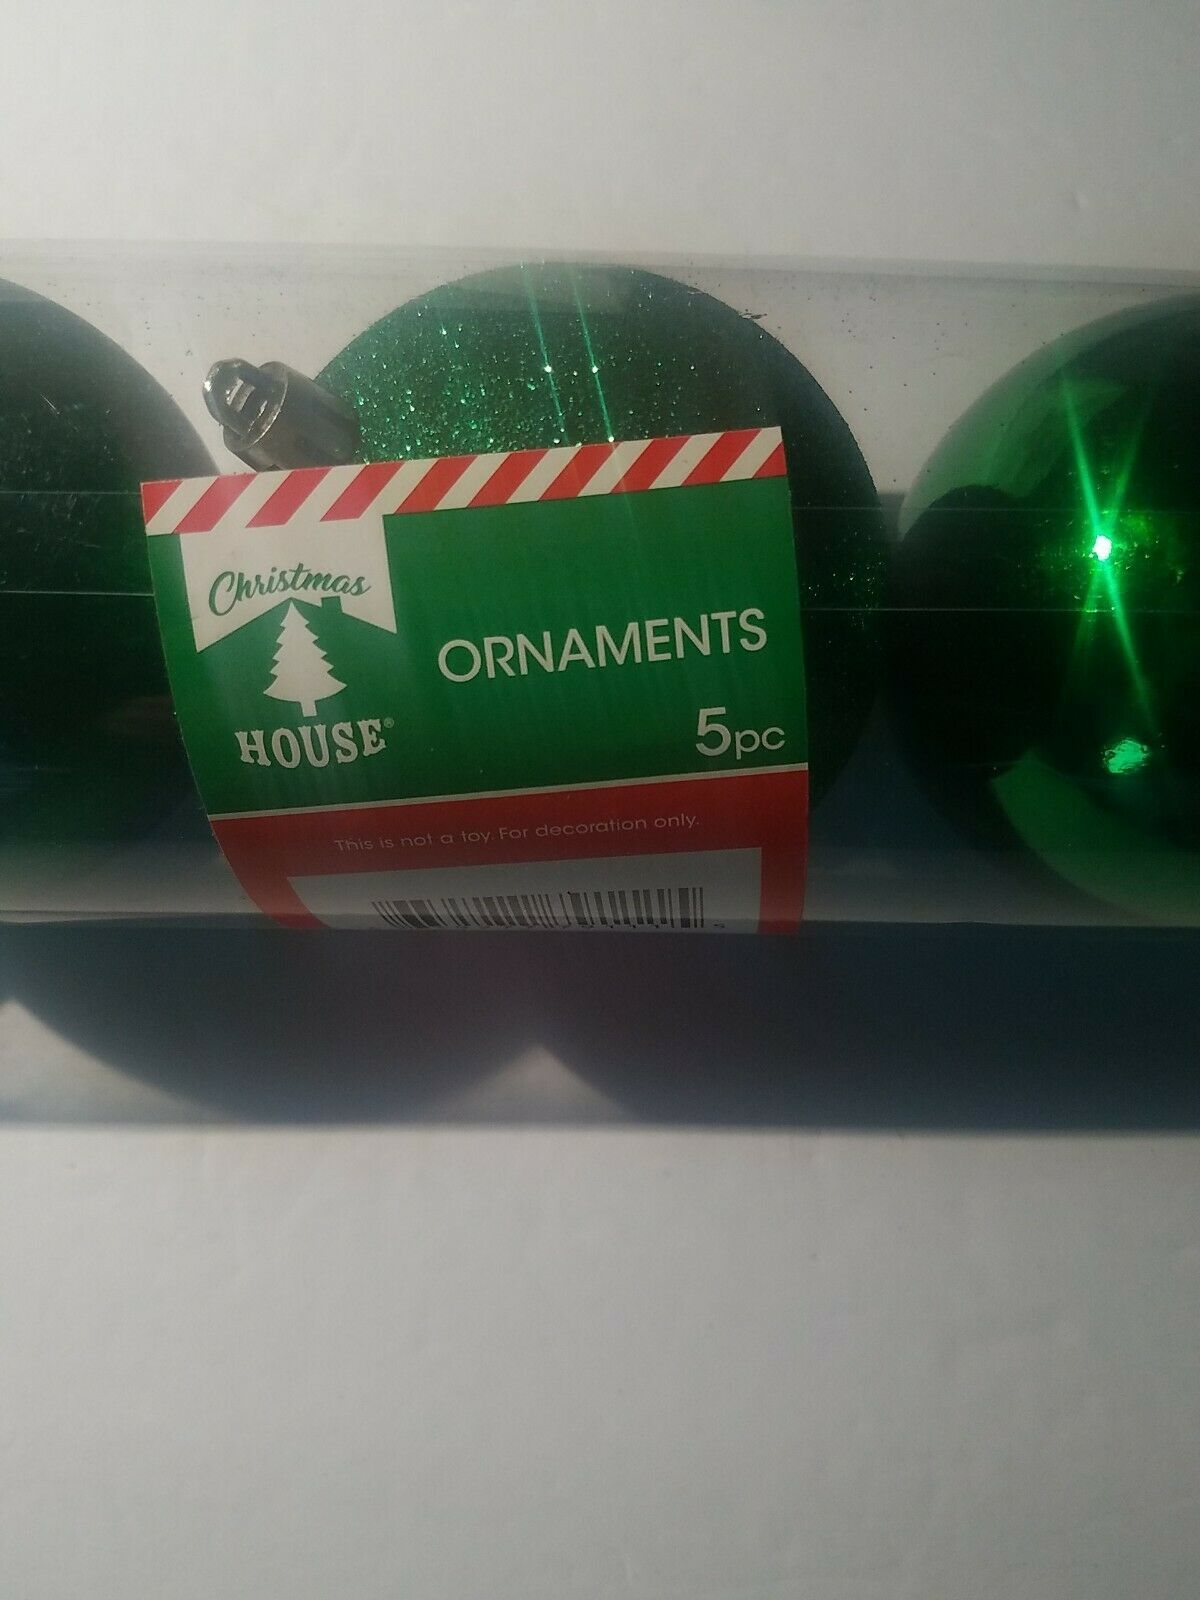 Christmas
HOUSE®
ORNAMENTS
5pc
This is not a toy. For decoration only.